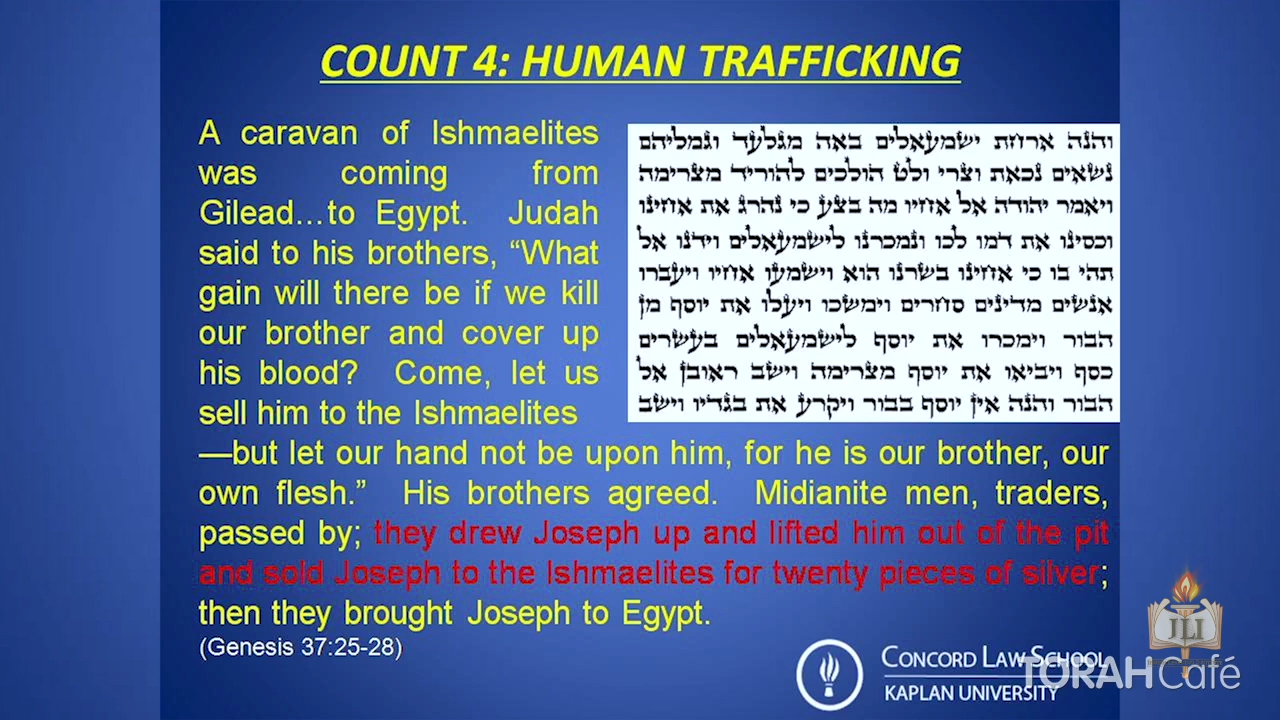 COUNT 4: HUMAN TRAFFICKING
A caravan of Ishmaelites
was coming from
Gilead…to Egypt. Judah
said to his brothers, “What
gain will there be if we kill
our brother and cover up
his blood? Come, let us
sell him to the Ishmaelites
—but let our hand not be upon him, for he is our brother, our
own flesh.” His brothers agreed. Midianite men, traders,
passed by; they drew Joseph up and lifted him out of the pit
and sold Joseph to the Ishmaelites for twenty pieces of silver;
then they brought Joseph to Egypt.
(Genesis 37:25-28)
והנה ארחת ישמעאלים באה מגלעד וגמליהם
נשאים נכאת וצרי ולט הולכים להוריד מצרימה
ויאמר יהודה אל אחיו מה בצע כי נהרג את אחינו
וכסינו את דמו לכו ונמכרנו לישמעאלים וידנו אל
תהי בו כי אחינו בשרנו הוא וישמעו אחיו ויעברו
אנשים מדינים סחרים וימשכו ויעלו את יוסף מן
הבור וימכרו את יוסף לישמעאלים בעשרים
כסף ויביאו את יוסף מצרימה וישב ראובן אל
הבור והנה אין יוסף בבור ויקרע את בגדיו וישב
CONCORD LAW SCHOOL
KAPLAN UNIVERSITY
JLI
TORAHCafé